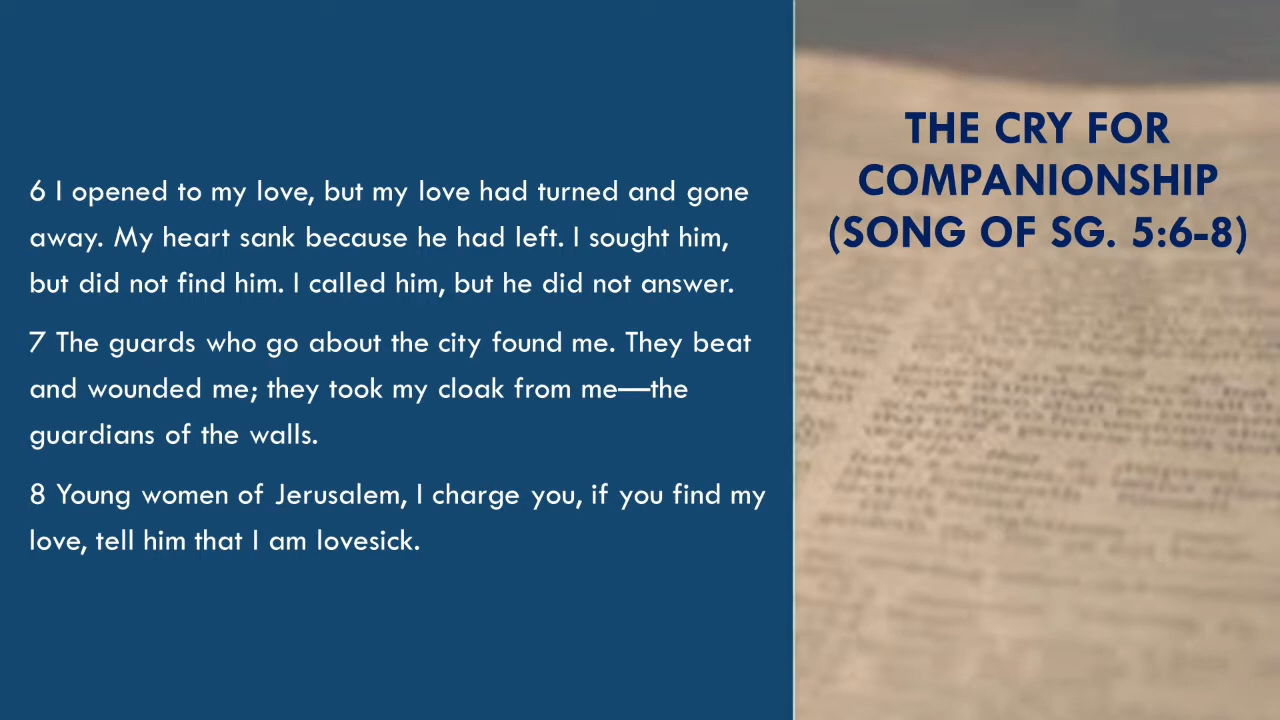 THE CRY FOR
COMPANIONSHIP
(SONG OF SG. 5:6-8)
6 I opened to my love, but my love had turned and gone
away. My heart sank because he had left. I sought him,
but did not find him. I called him, but he did not answer.
7 The guards who go about the city found me. They beat
and wounded me; they took my cloak from me—the
guardians of the walls.
8 Young women of Jerusalem, I charge you, if you find my
love, tell him that I am lovesick.